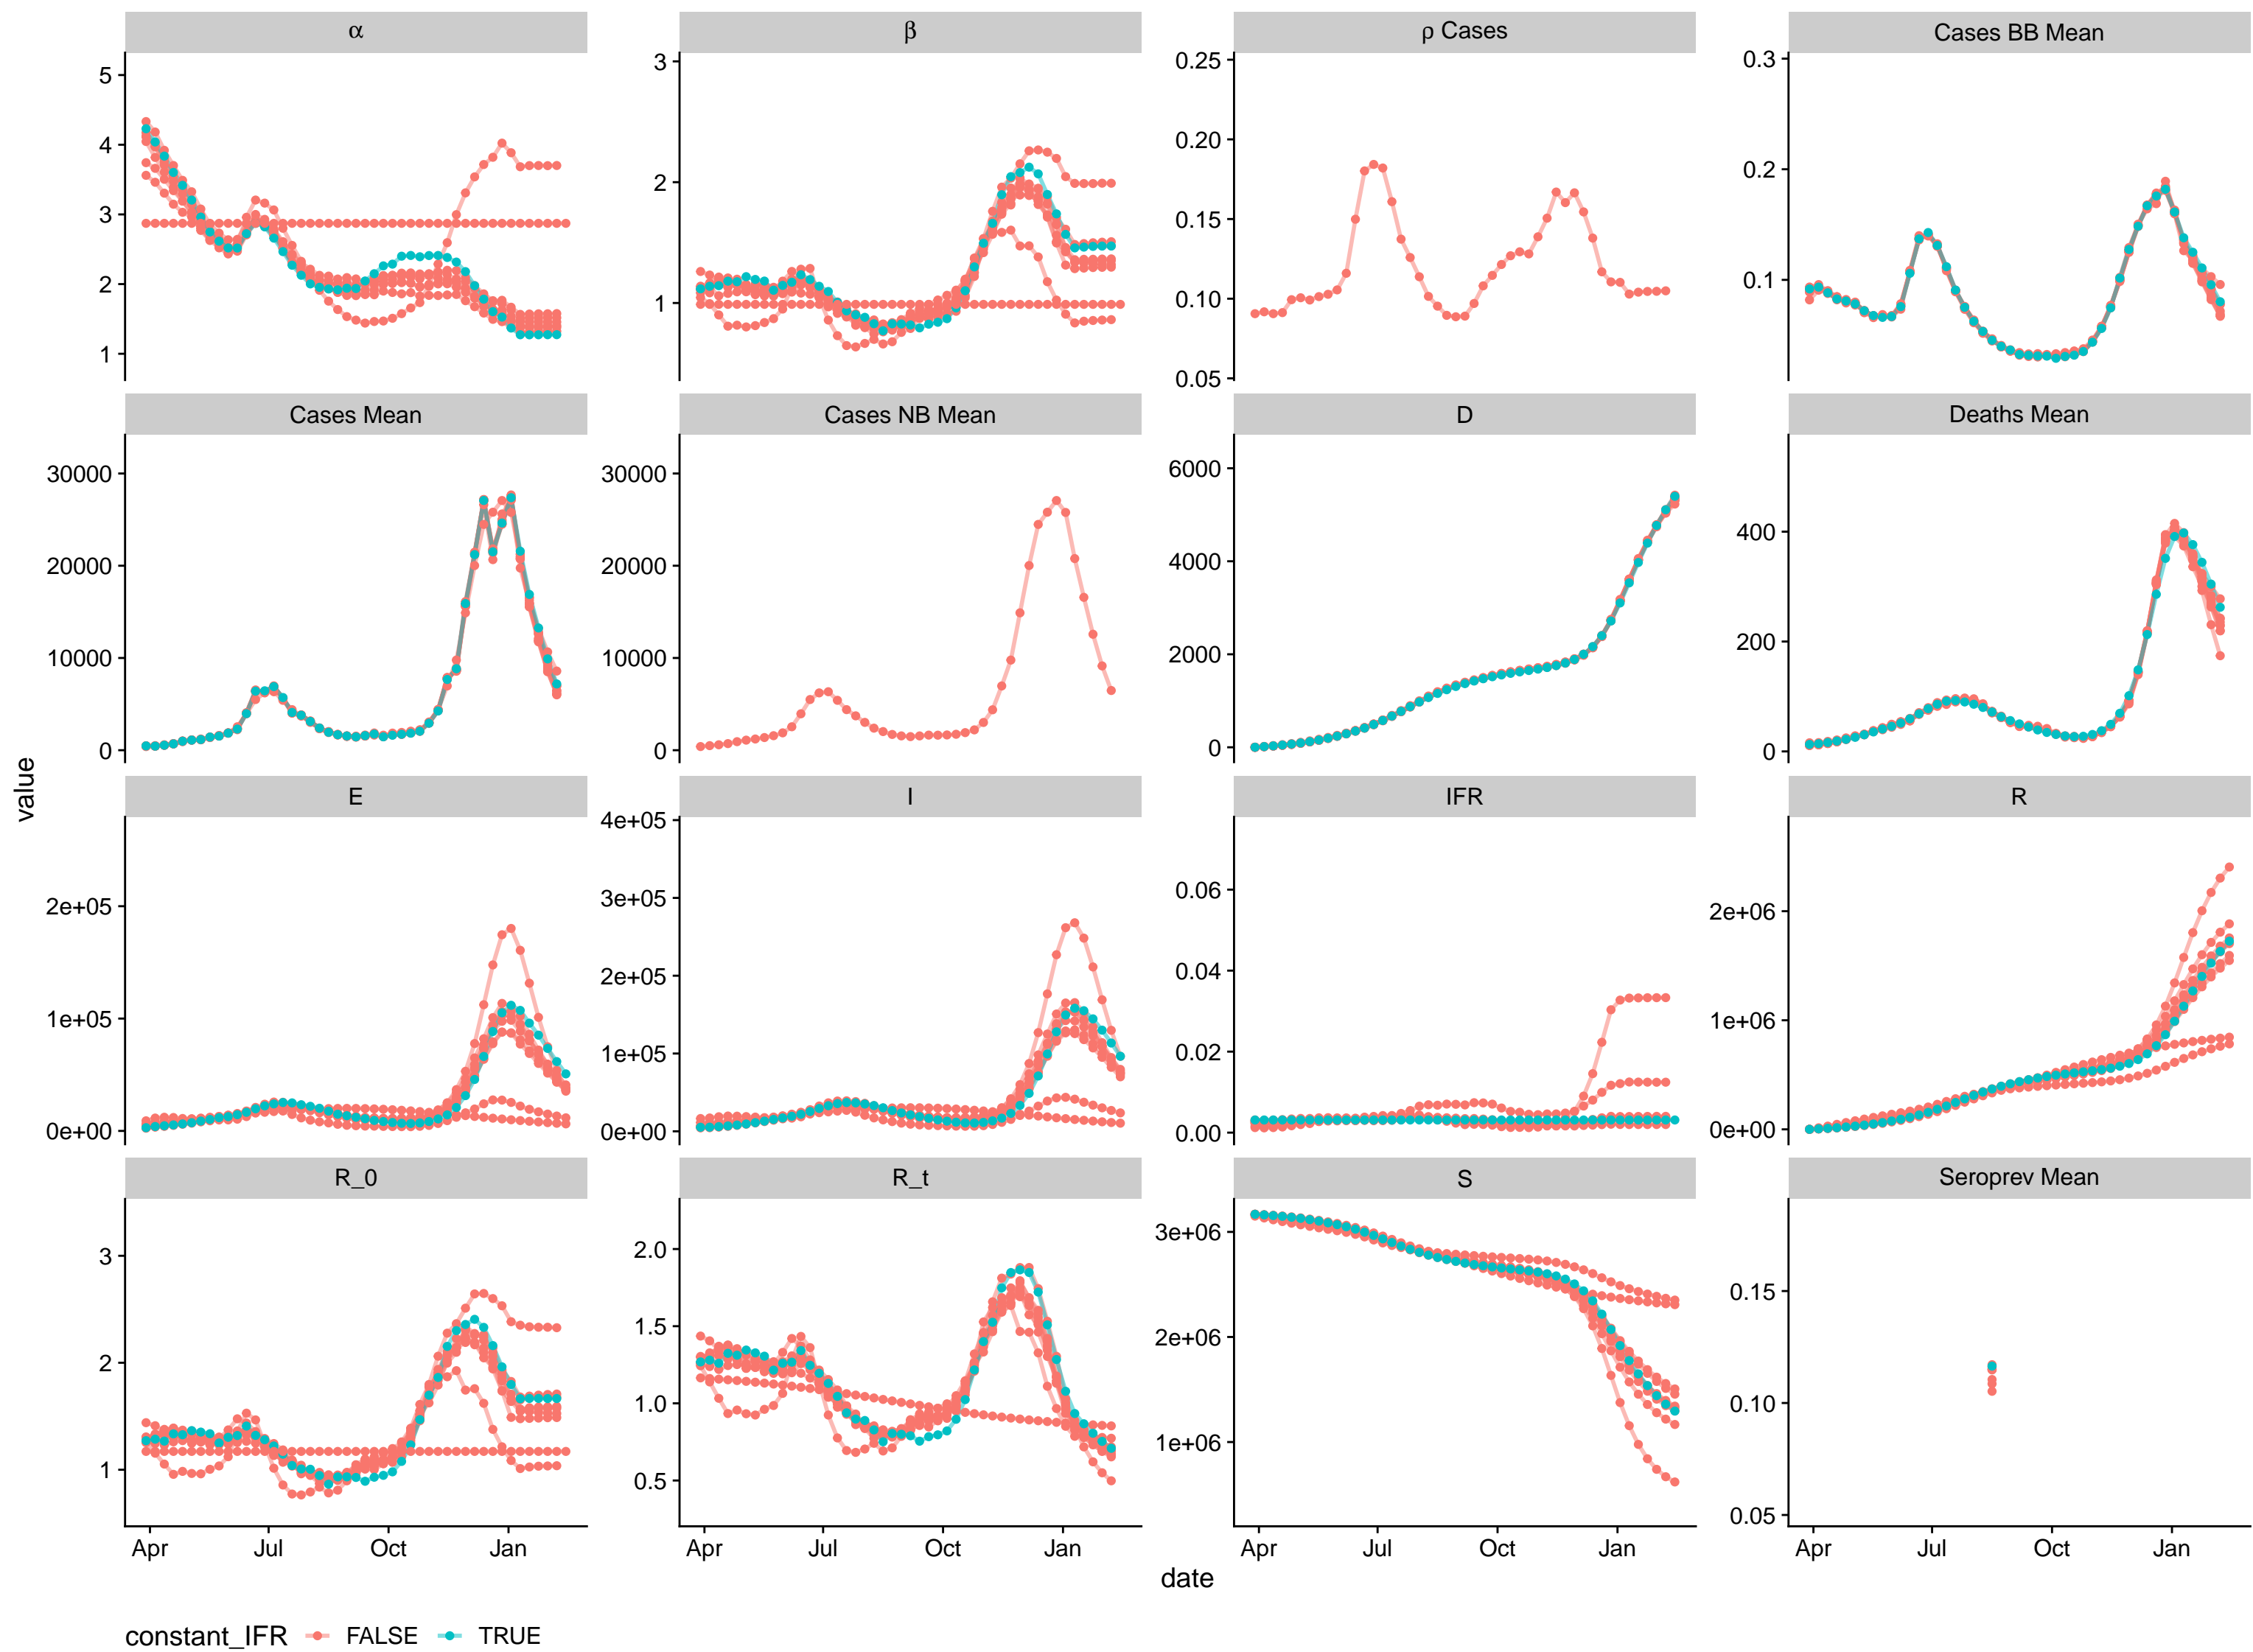 α
β
ρ Cases
Cases BB Mean
5
4
3
2
1
3
2
1
0.25
0.20
0.15
0.10
0.05
0.3
0.2
0.1
Cases Mean
Cases NB Mean
D
Deaths Mean
30000
20000
10000
0
30000
20000
10000
0
6000
4000
2000
0
400
200
0
value
E
I
IFR
R
2e+05
1e+05
0e+00
4e+05
3e+05
2e+05
1e+05
0e+00
0.06
0.04
0.02
0.00
2e+06
1e+06
0e+00
R_0
R_t
S
Seroprev Mean
3
2
1
2.0
1.5
1.0
0.5
3e+06
2e+06
1e+06
0.15
0.10
0.05
Apr Jul Oct Jan
Apr Jul Oct Jan
Apr Jul Oct Jan
Apr Jul Oct Jan
date
constant_IFR FALSE TRUE